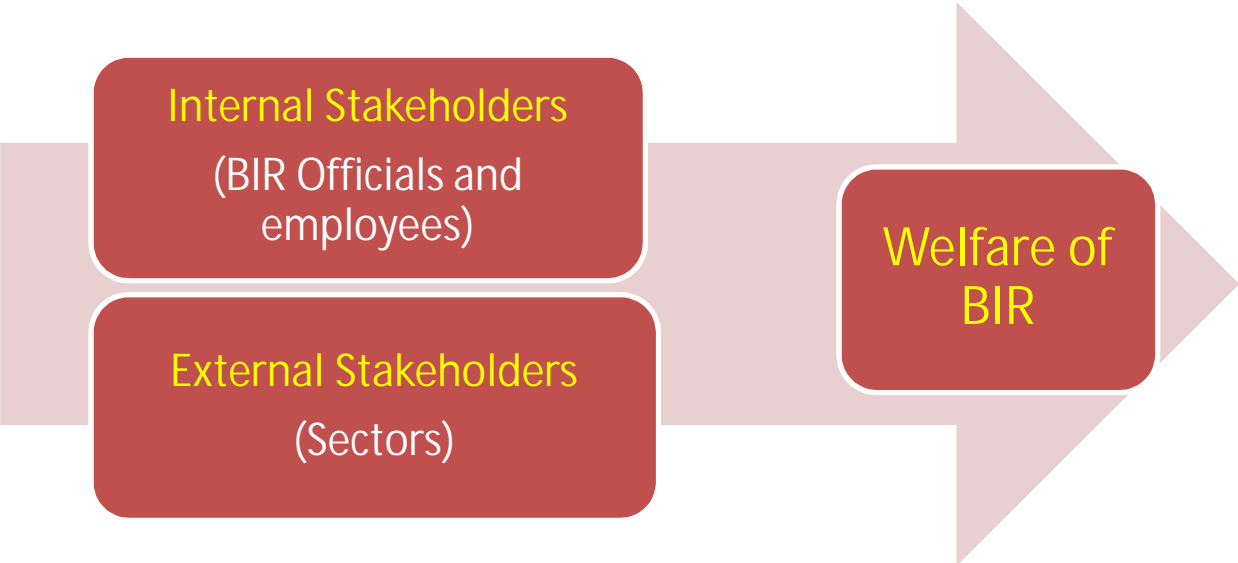 Internal Stakeholders
(BIR Officials and
employees)
External Stakeholders
(Sectors)
Welfare of
BIR